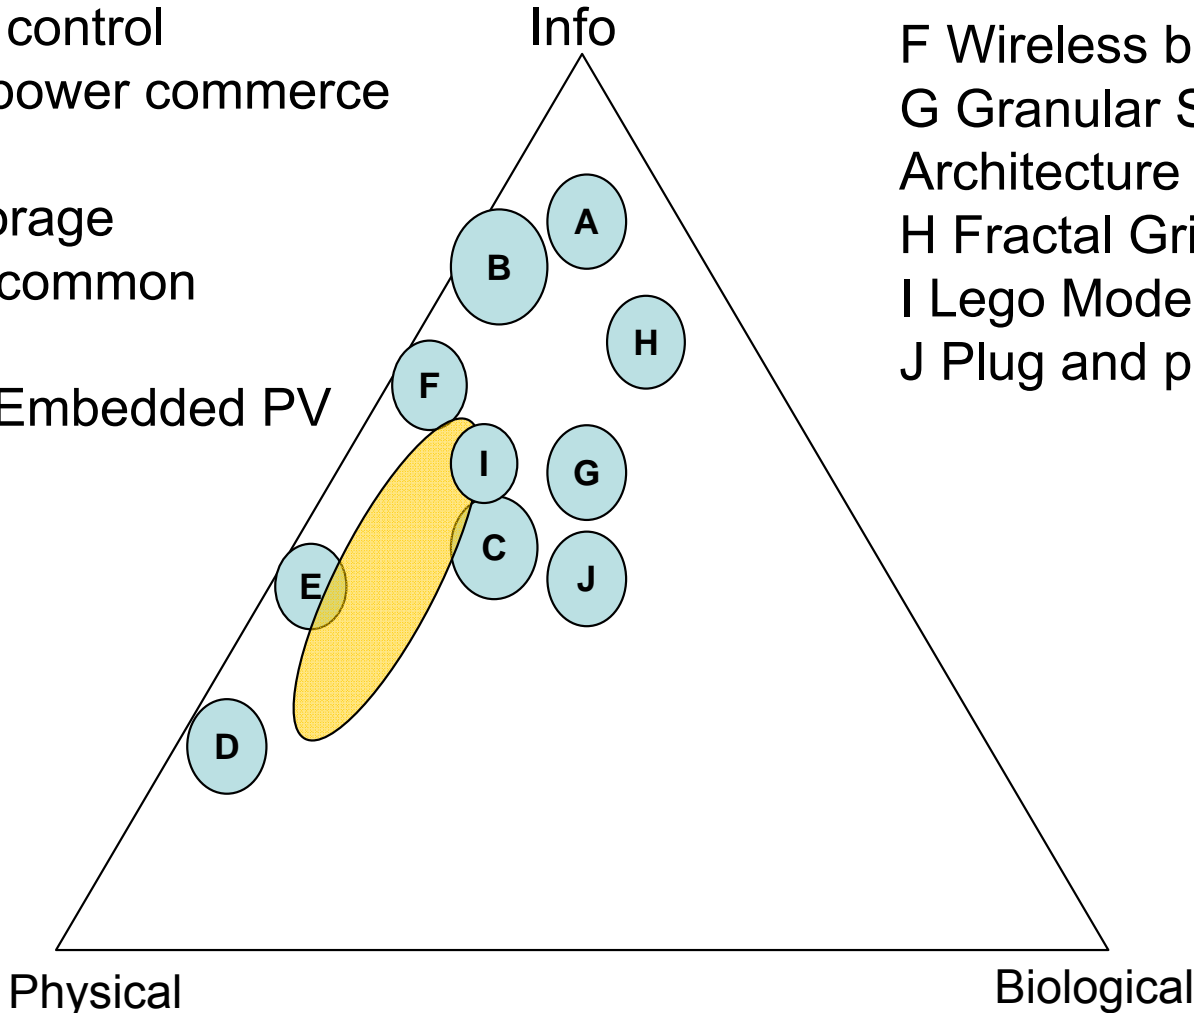 control
power commerce
orage
common
Embedded PV
Info
F Wireless b
G Granular S
Architecture
H Fractal Gri
I Lego Mode
J Plug and p
A
B
H
F
I
G
C
J
E
D
Physical
Biological